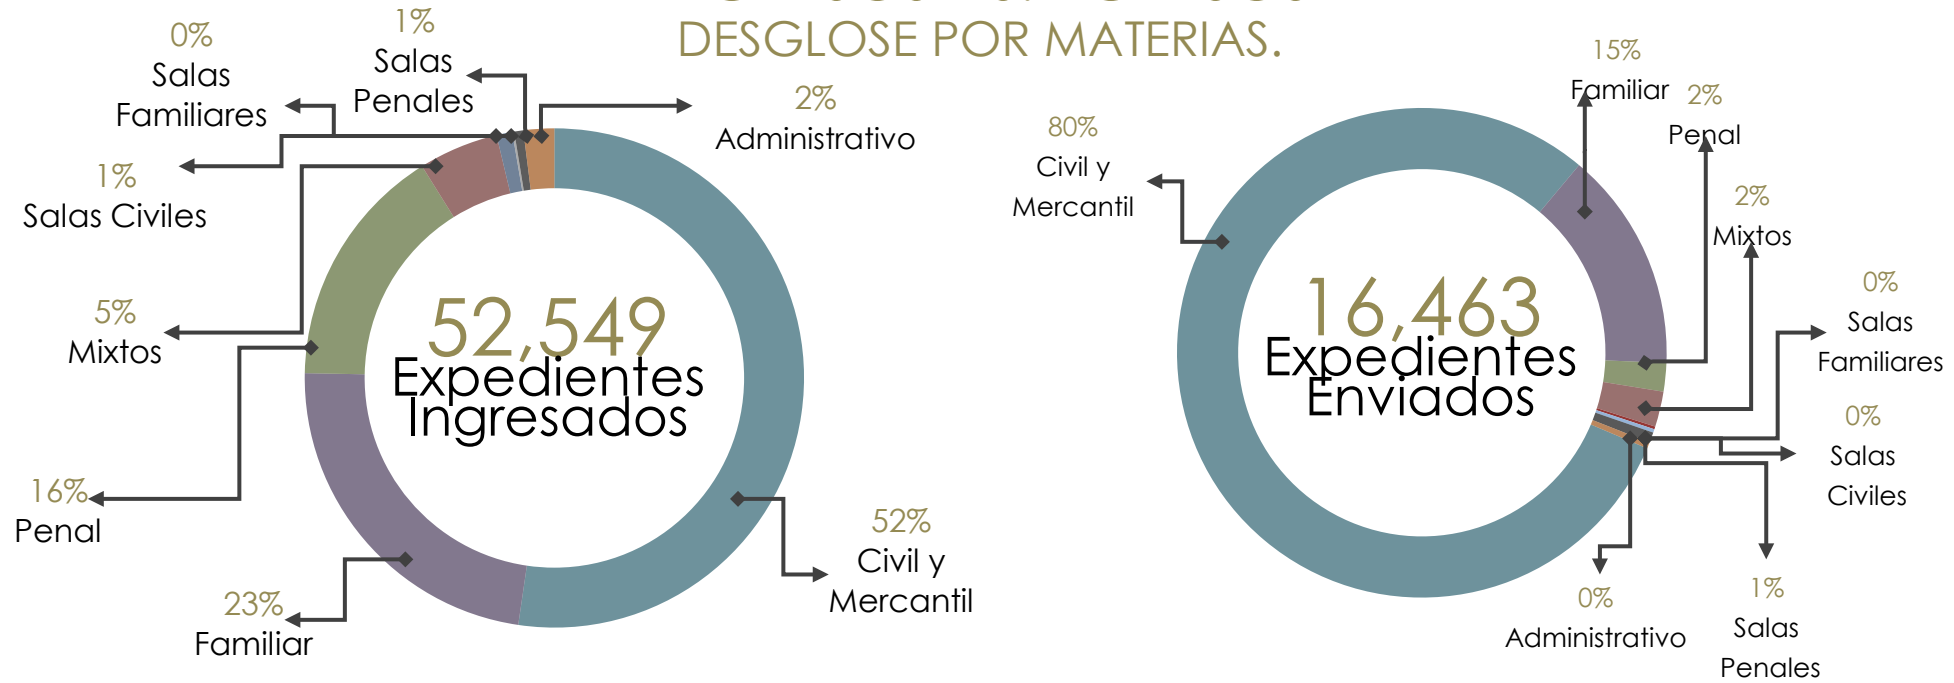 DESGLOSE POR MATERIAS.
0%
Salas
Familiares
1%
Salas
Penales
2%
Administrativo
1%
Salas Civiles
5%
Mixtos
16%
Penal
23%
Familiar
52%
Civil y
Mercantil
52,549
Expedientes
Ingresados
80%
Civil y
Mercantil
15%
Familiar
2%
Penal
2%
Mixtos
0%
Salas
Familiares
0%
Salas
Civiles
1%
Salas
Penales
0%
Administrativo
16,463
Expedientes
Enviados